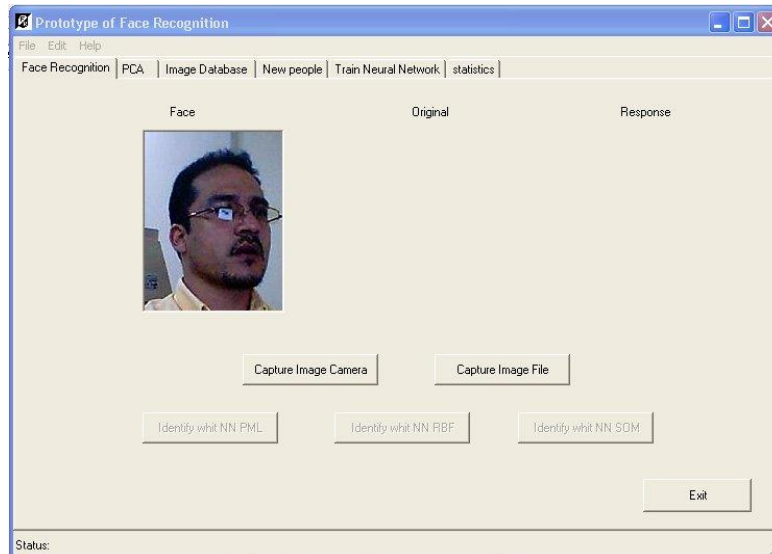 Prototype of Face Recognition
File Edit Help
Face Recognition PCA Image Database New people Train Neural Network statistics
Face Original Response
Capture Image Camera Capture Image File
Identify whit NN PML Identify whit NN RBF Identify whit NN SOM
Exit
Status: